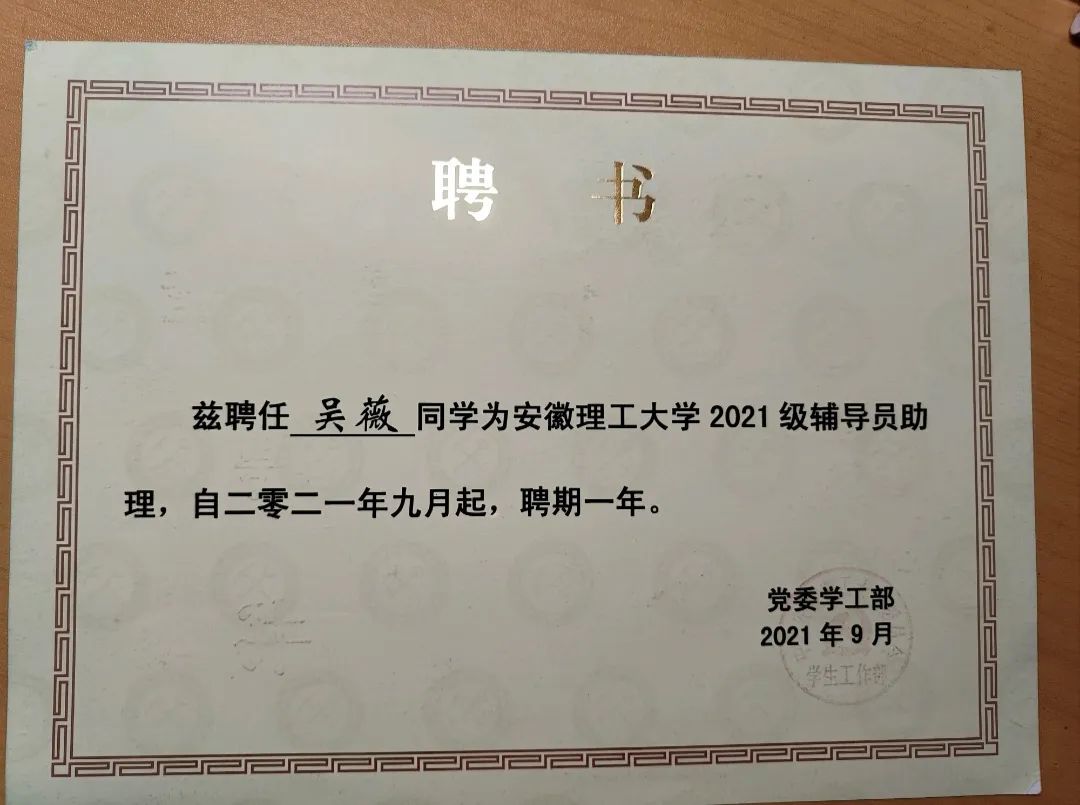 聘书
兹聘任 吴薇 同学为安徽理工大学2021级辅导员助
理，自二零二一年九月起，聘期一年。
党委学工部
2021年9月
学生工作部